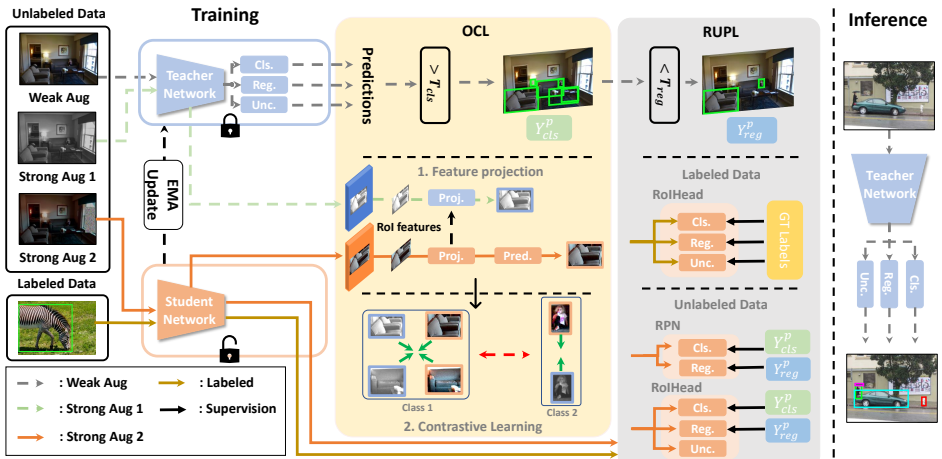 Unlabeled Data
Weak Aug
Strong Aug 1
Strong Aug 2
Labeled Data
Training
Teacher
Network
Cls.
Reg.
Unc.
EMA
Update
Student
Network
Predictions
OCL
> T_cls
Y^p_cls
1. Feature projection
Proj.
RoI features
Proj.
Pred.
Class 1
Class 2
2. Contrastive Learning
RUPL
< T_reg
Y^p_reg
Labeled Data
RoIHead
Cls.
Reg.
Unc.
GT Labels
Unlabeled Data
RPN
Cls.
Reg.
Y^p_cls
Y^p_reg
RoIHead
Cls.
Reg.
Unc.
Y^p_cls
Y^p_reg
Inference
Teacher
Network
Unc.
Reg.
Cls.
: Weak Aug
: Labeled
: Strong Aug 1
: Supervision
: Strong Aug 2